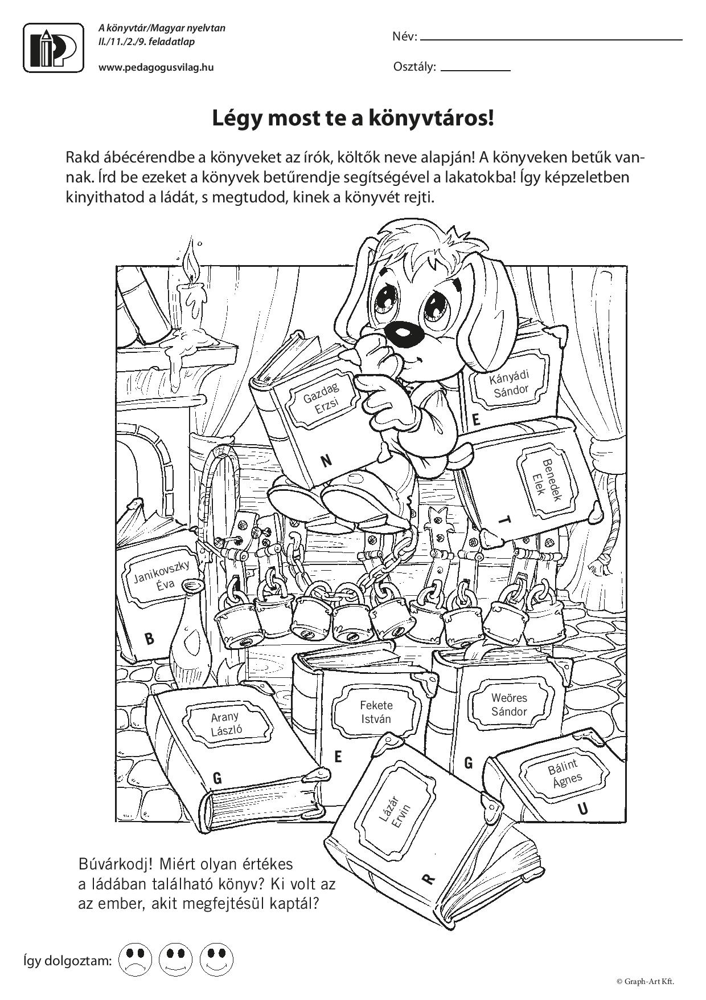 A könyvtár/Magyar nyelvtan
II./11./2./9. feladatlap
www.pedagogusvilag.hu
Név:
Osztály:
Légy most te a könyvtáros!
Rakd ábécérendbe a könyveket az írók, költők neve alapján! A könyveken betűk van-
nak. Írd be ezeket a könyvek betűrendje segítségével a lakatokba! Így képzeletben
kinyithatod a ládát, s megtudod, kinek a könyvét rejti.
Kányádi
Sándor
E
Gazdag
Erzsi
N
Benedek
Elek
T
Janikovszky
Éva
B
Arany
László
G
Fekete
István
E
Weöres
Sándor
G
Bálint
Ágnes
U
Lázár
Ervin
R
Búvárkodj! Miért olyan értékes
a ládában található könyv? Ki volt az
az ember, akit megfejtésül kaptál?
Így dolgoztam:
© Graph-Art Kft.